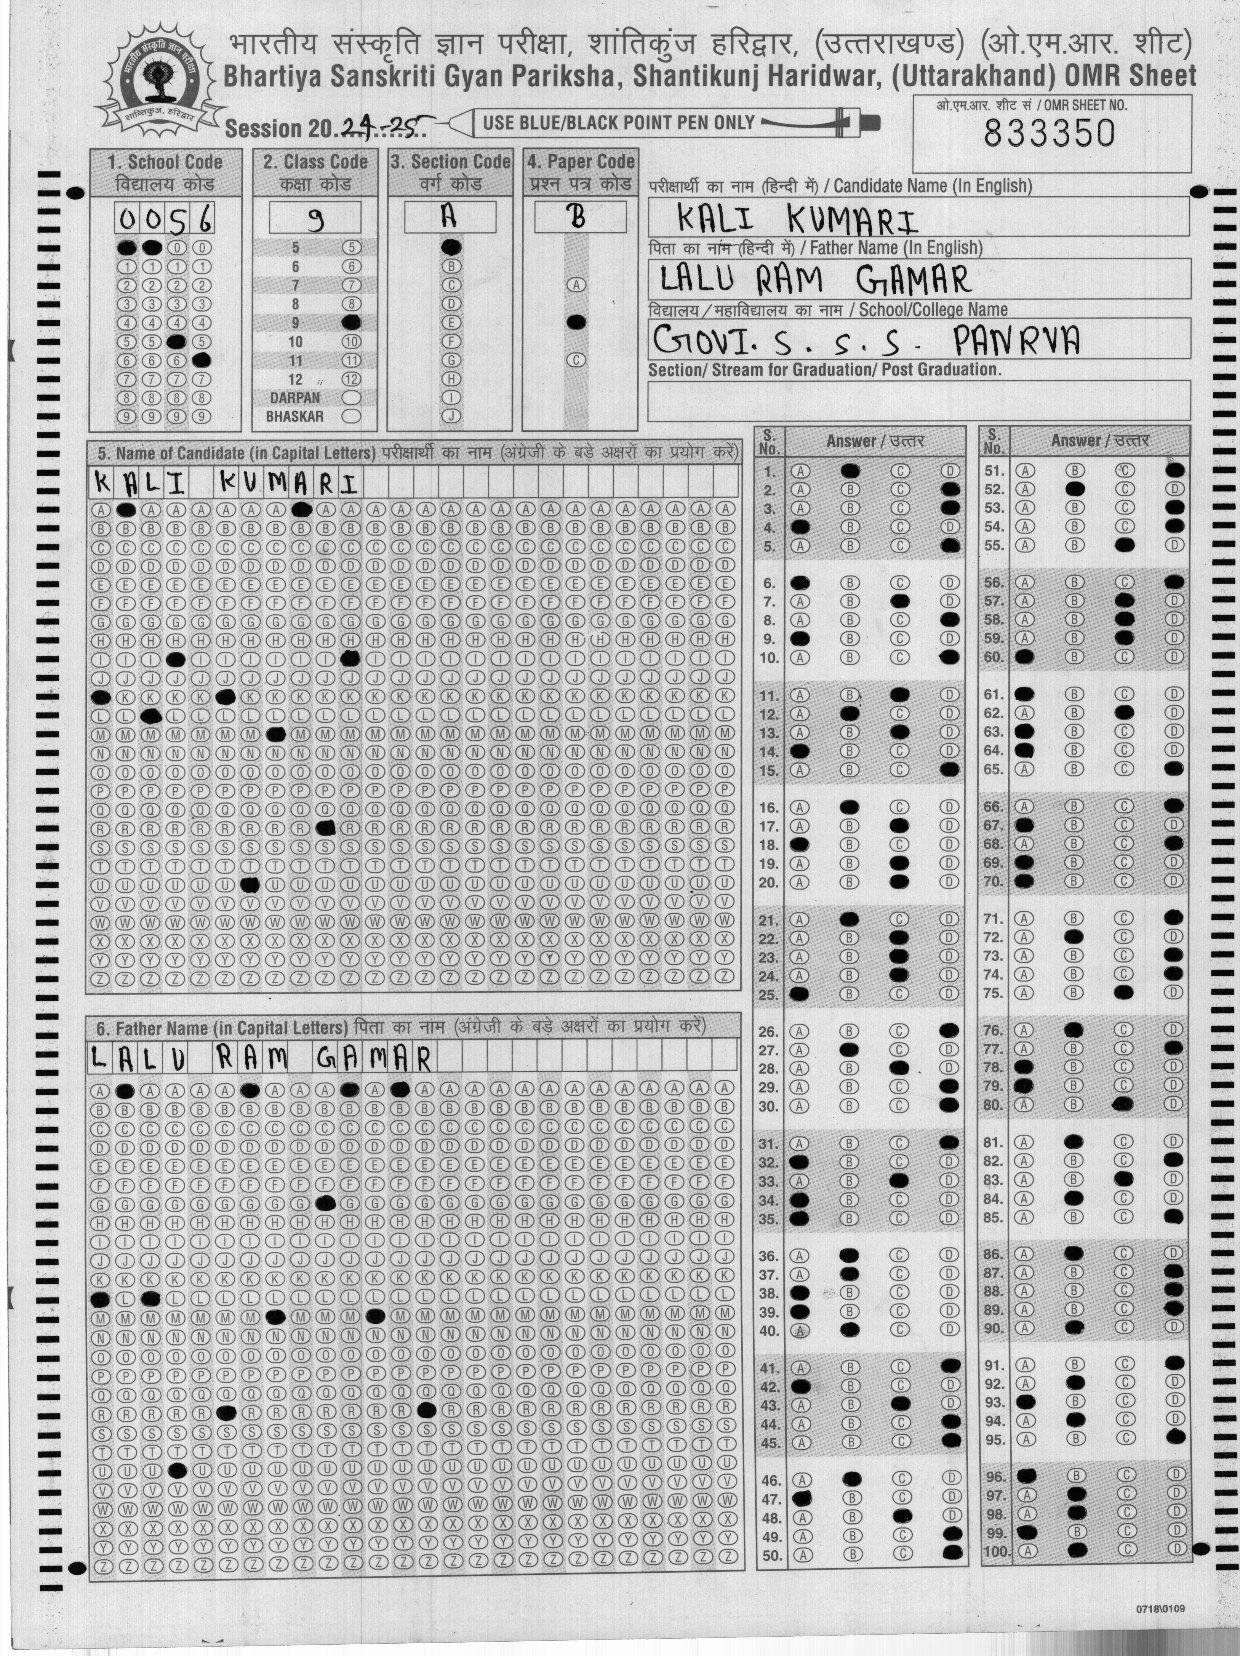 भारतीय संस्कृति ज्ञान परीक्षा, शांतिकुंज हरिद्वार, (उत्तराखण्ड) (ओ.एम.आर. शीट)
Bhartiya Sanskriti Gyan Pariksha, Shantikunj Haridwar, (Uttarakhand) OMR Sheet
Session 20 24-25
USE BLUE/BLACK POINT PEN ONLY
ओ.एम.आर. शीट सं / OMR SHEET NO.
833350
1. School Code
विद्यालय कोड
0056
2. Class Code
कक्षा कोड
9
5
6
7
8
9
10
11
12
DARPAN
BHASKAR
3. Section Code
वर्ग कोड
A
4. Paper Code
प्रश्न पत्र कोड
B
परीक्षार्थी का नाम (हिन्दी में) / Candidate Name (In English)
KALI KUMARI
पिता का नाम (हिन्दी में) / Father Name (In English)
LALU RAM GAMAR
विद्यालय / महाविद्यालय का नाम / School/College Name
GOVI. S. S. S. PANRVA
Section/ Stream for Graduation/ Post Graduation.
5. Name of Candidate (in Capital Letters) परीक्षार्थी का नाम (अंग्रेजी के बड़े अक्षरों का प्रयोग करें)
KALI KUMARI
6. Father Name (in Capital Letters) पिता का नाम (अंग्रेजी के बड़े अक्षरों का प्रयोग करें)
LALU RAM GAMAR
S. No. Answer / उत्तर
S. No. Answer / उत्तर
0718\0109